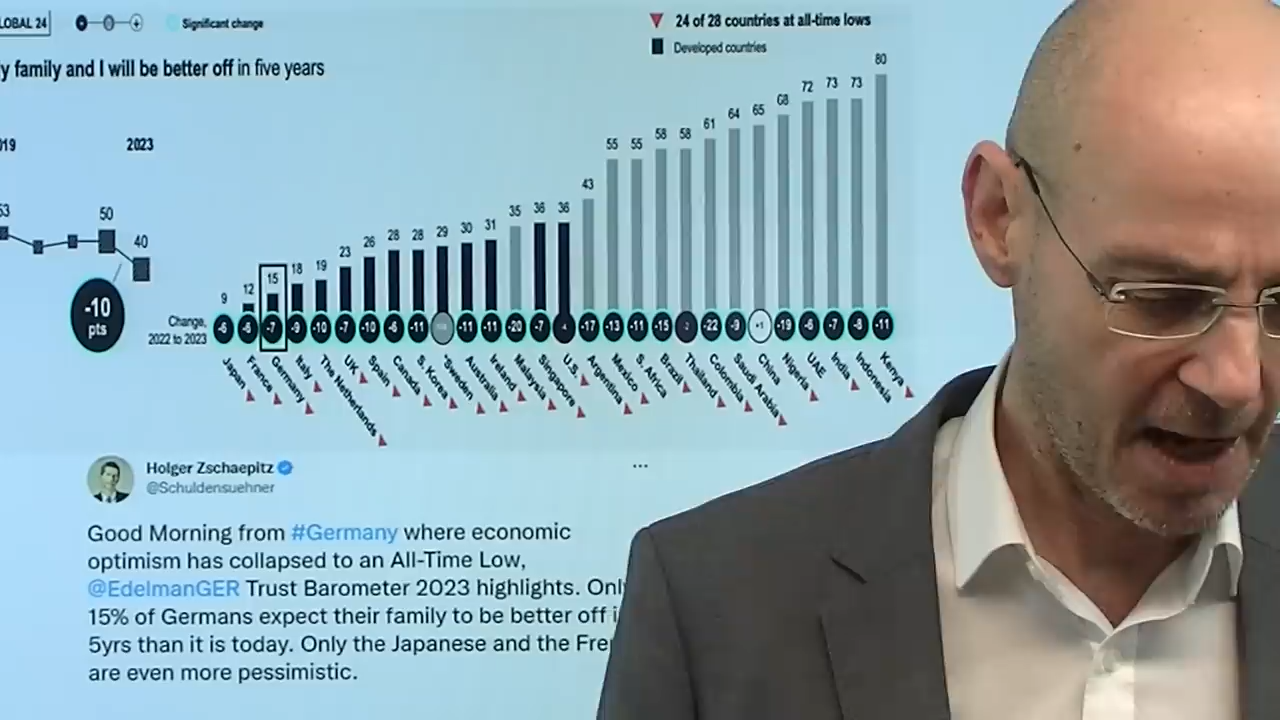 LOBAL 24
Significant change
24 of 28 countries at all-time lows
Developed countries
y family and I will be better off in five years
019 2023
53 50 40
-10
pts
9 12 15 18 19 23 26 28 28 29 30 31 35 36 36 43 55 55 58 58 61 64 65 68 72 73 73 80
Change,
2022 to 2023
-6 -6 -7 -9 -10 -7 -10 -6 -11 -11 -11 -20 -7 -4 -17 -13 -11 -15 -2 -22 -9 +1 -19 -6 -7 -8 -11
Japan France Germany Italy The Netherlands UK Spain Canada S. Korea *Sweden Australia Ireland Malaysia Singapore U.S. Argentina Mexico S. Africa Brazil Thailand Colombia Saudi Arabia China Nigeria UAE India Indonesia Kenya
Holger Zschaepitz
@Schuldensuehner
...
Good Morning from #Germany where economic
optimism has collapsed to an All-Time Low,
@EdelmanGER Trust Barometer 2023 highlights. Onl
15% of Germans expect their family to be better off i
5yrs than it is today. Only the Japanese and the Fre
are even more pessimistic.